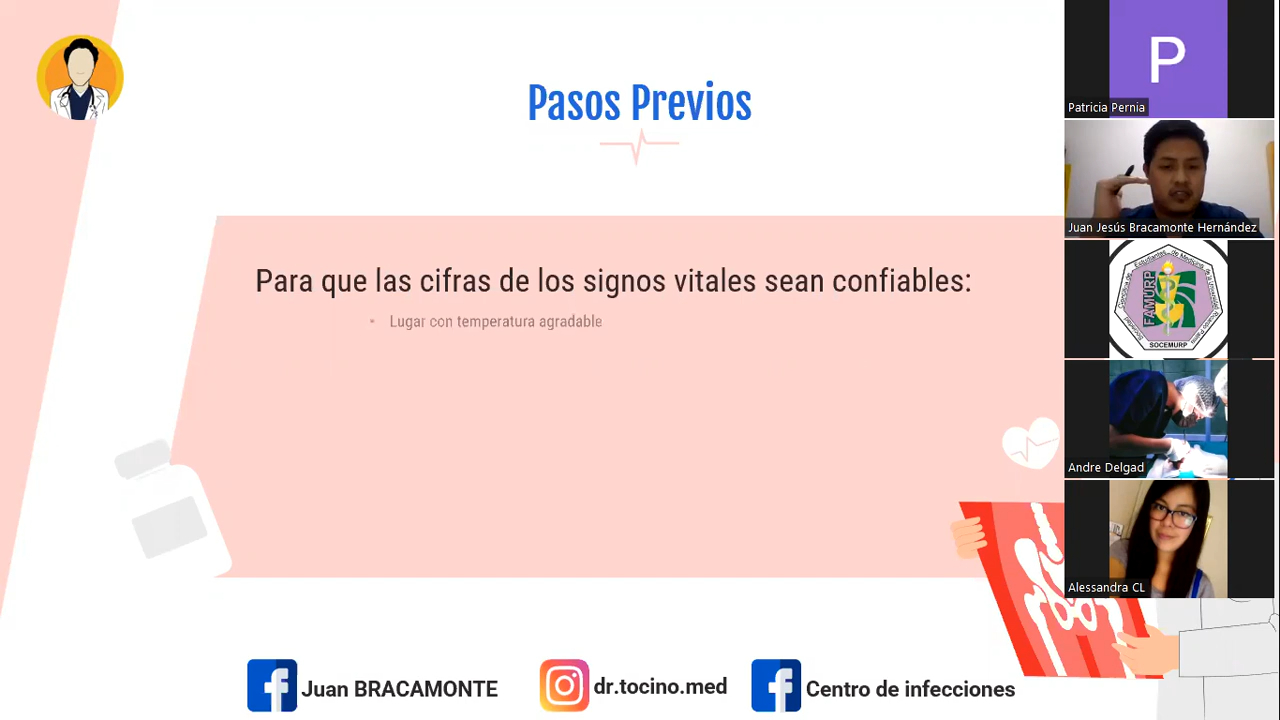 Pasos Previos
Para que las cifras de los signos vitales sean confiables:
• Lugar con temperatura agradable
Juan BRACAMONTE
dr.tocino.med
Centro de infecciones
P
Patricia Pernia
Juan Jesús Bracamonte Hernández
FAMURP
SOCEMURP
Andre Delgad
Alessandra CL